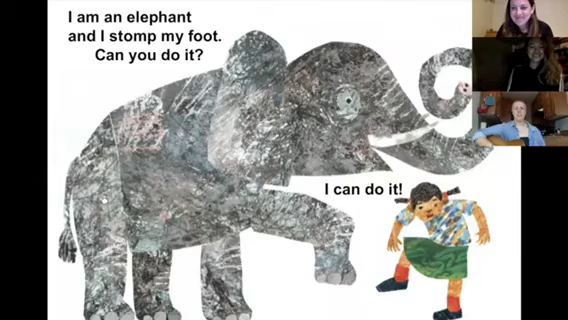 I am an elephant
and I stomp my foot.
Can you do it?
I can do it!